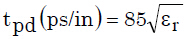 t_pd(ps/in) = 85√ε_r